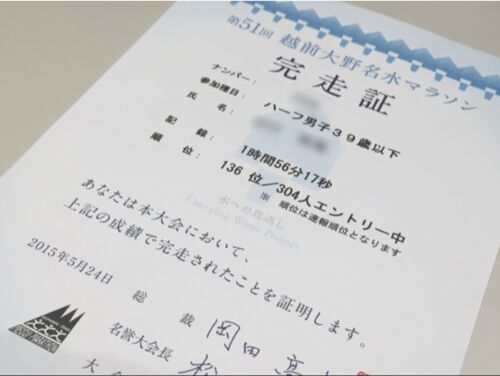 第51回 越前大野名水マラソン
完走証
ナンバー：
参加種目： ハーフ男子39歳以下
氏名：
記録： 1時間56分17秒
順位： 136 位／304人エントリー中
※ 順位は速報順位となります
水への恩返し
Carrying Water Project
あなたは本大会において、
上記の成績で完走されたことを証明します。
2015年5月24日
総裁 岡田高
名誉大会長 松
大会